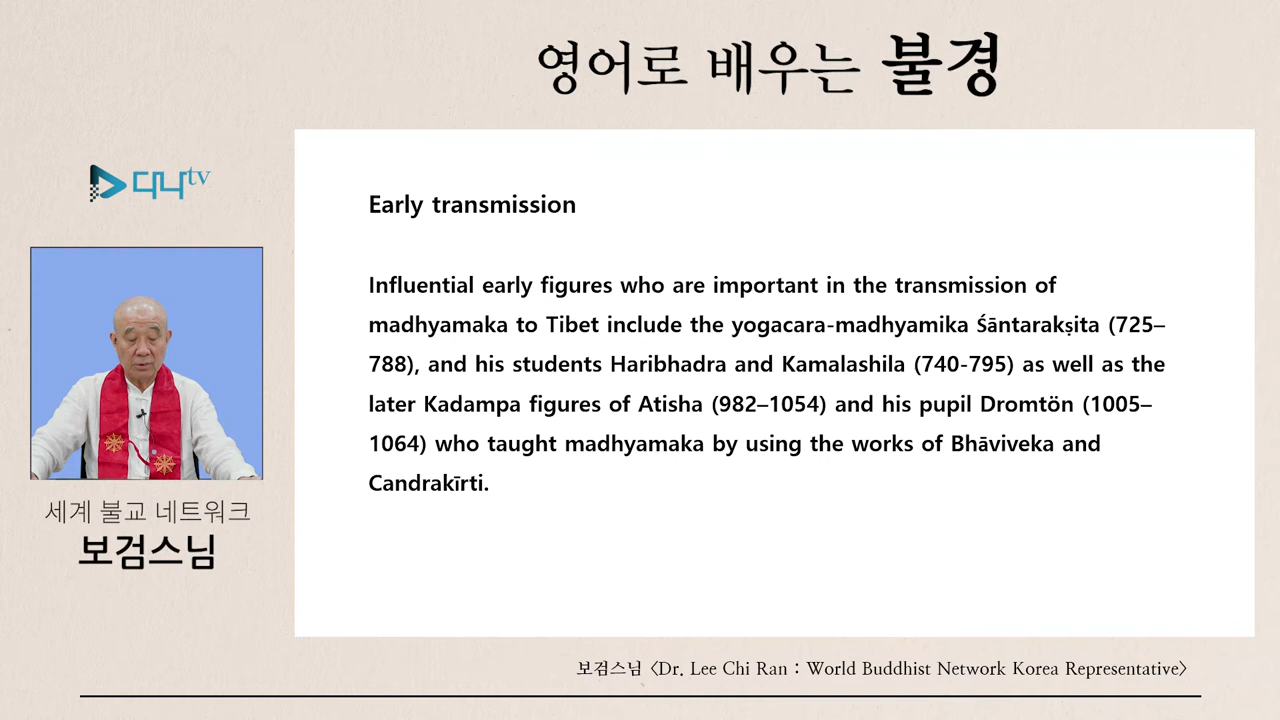 영어로 배우는 불경
디나tv
Early transmission
Influential early figures who are important in the transmission of
madhyamaka to Tibet include the yogacara-madhyamika Śāntarakṣita (725–
788), and his students Haribhadra and Kamalashila (740-795) as well as the
later Kadampa figures of Atisha (982–1054) and his pupil Dromtön (1005–
1064) who taught madhyamaka by using the works of Bhāviveka and
Candrakīrti.
세계 불교 네트워크
보검스님
보검스님 <Dr. Lee Chi Ran : World Buddhist Network Korea Representative>